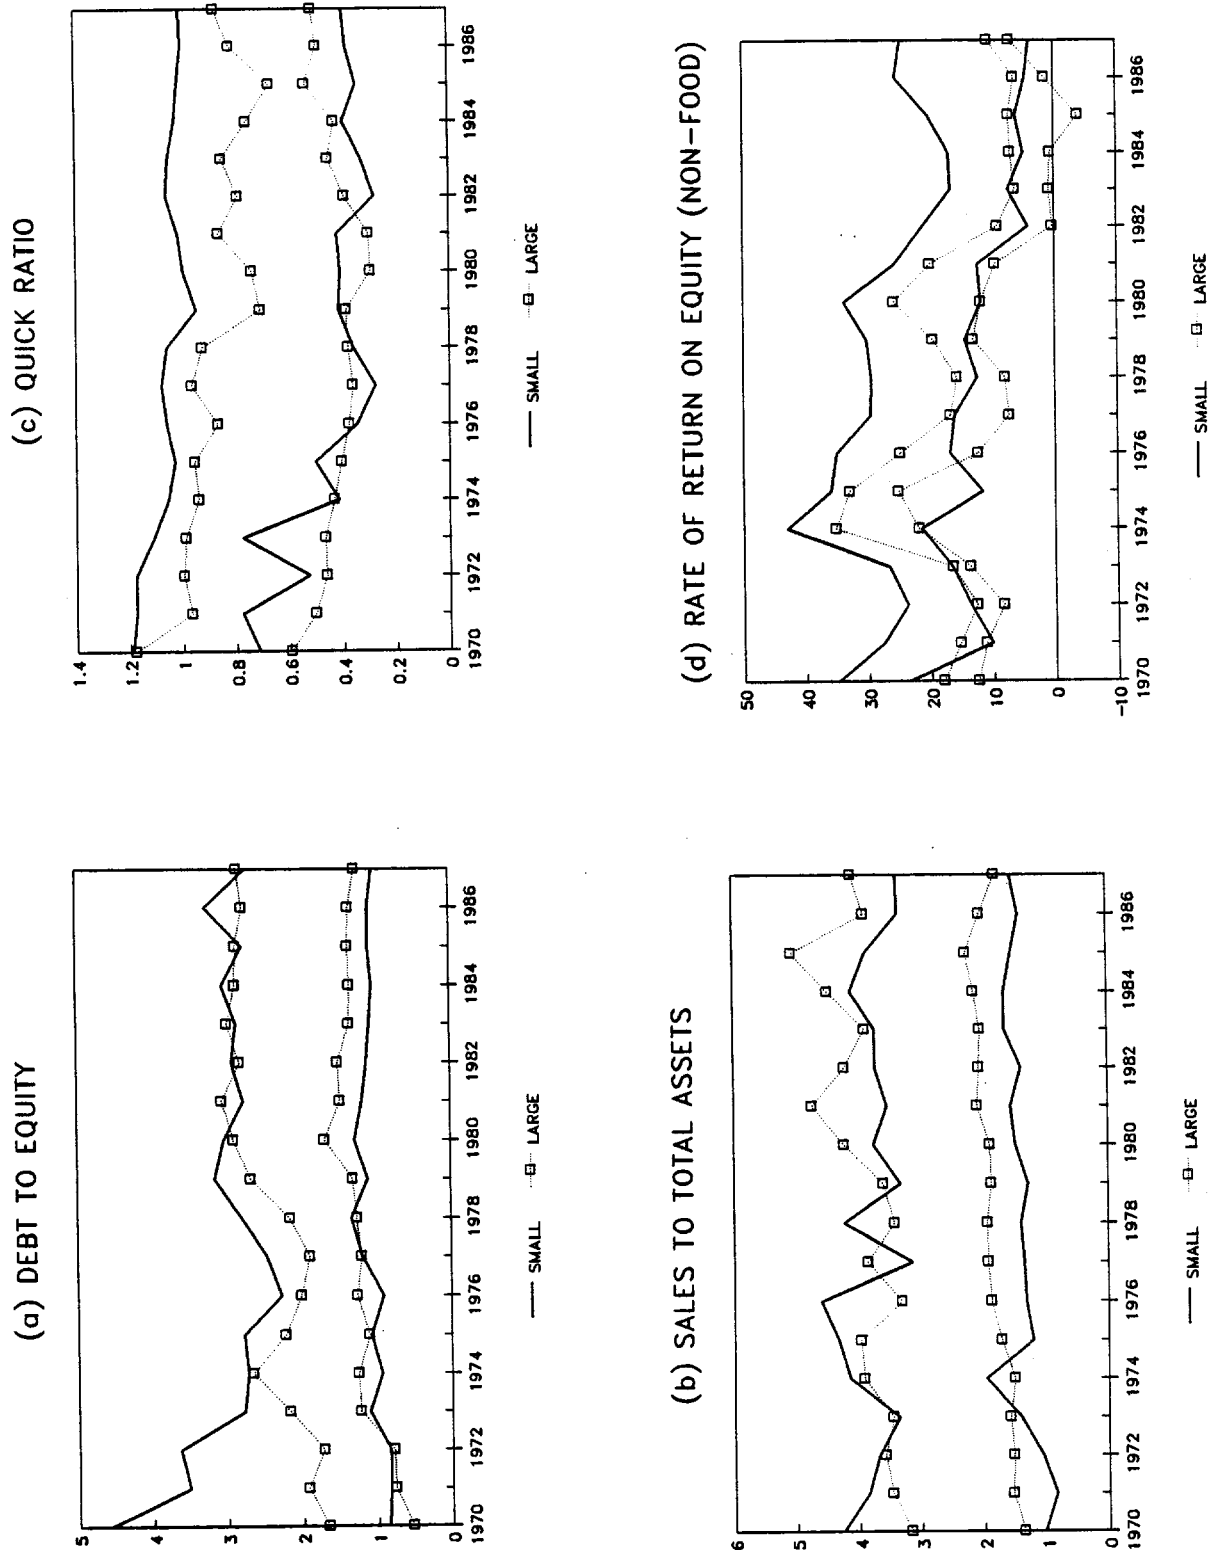 (a) DEBT TO EQUITY
5
4
3
2
1
0
1970 1972 1974 1976 1978 1980 1982 1984 1986
SMALL LARGE
(c) QUICK RATIO
1.4
1.2
1
0.8
0.6
0.4
0.2
0
1970 1972 1974 1976 1978 1980 1982 1984 1986
SMALL LARGE
(b) SALES TO TOTAL ASSETS
6
5
4
3
2
1
0
1970 1972 1974 1976 1978 1980 1982 1984 1986
SMALL LARGE
(d) RATE OF RETURN ON EQUITY (NON-FOOD)
50
40
30
20
10
0
-10
1970 1972 1974 1976 1978 1980 1982 1984 1986
SMALL LARGE